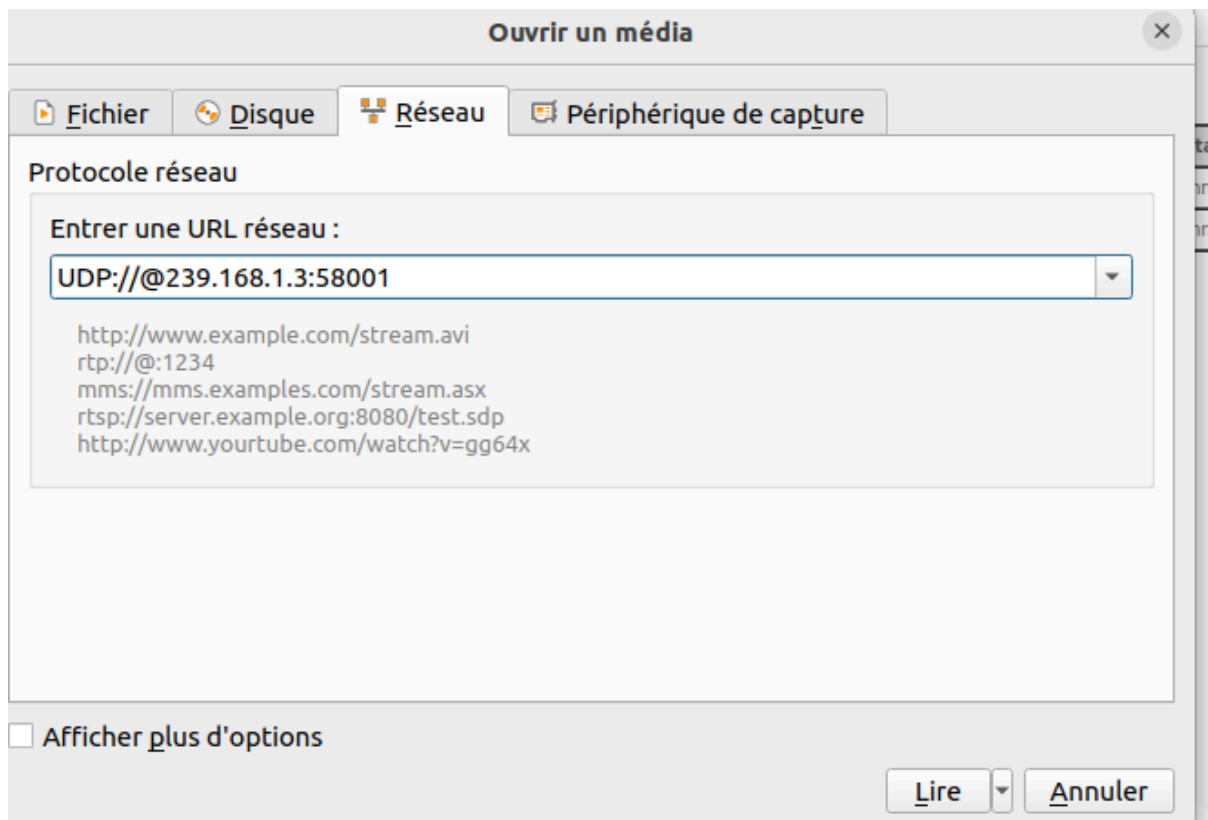 Ouvrir un média
Fichier Disque Réseau Périphérique de capture
Protocole réseau
Entrer une URL réseau :
UDP://@239.168.1.3:58001
http://www.example.com/stream.avi
rtp://@:1234
mms://mms.examples.com/stream.asx
rtsp://server.example.org:8080/test.sdp
http://www.yourtube.com/watch?v=gg64x
Afficher plus d'options
Lire Annuler